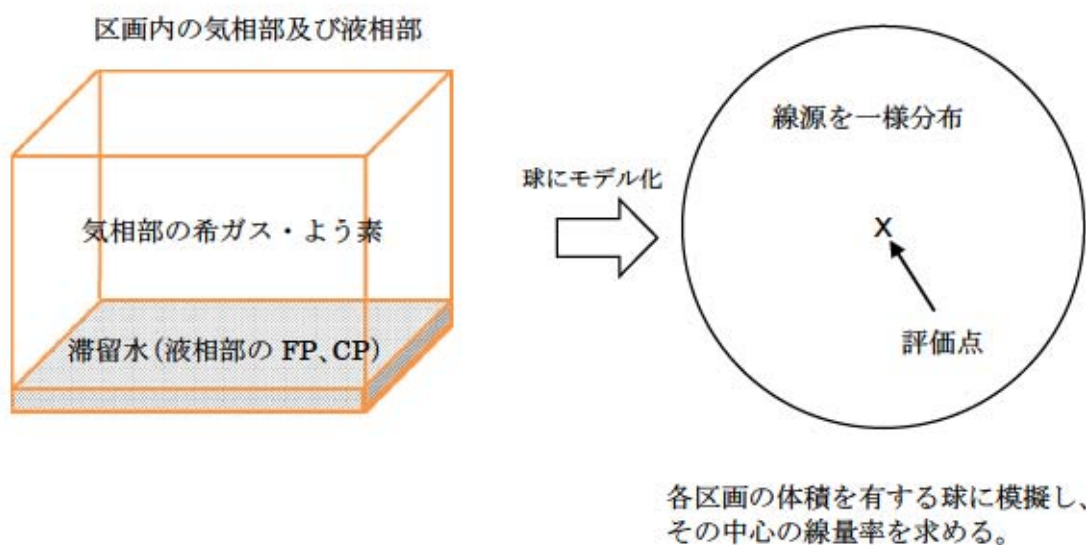 区画内の気相部及び液相部
気相部の希ガス・よう素
滞留水(液相部の FP、CP)
球にモデル化
線源を一様分布
X
評価点
各区画の体積を有する球に模擬し、
その中心の線量率を求める。